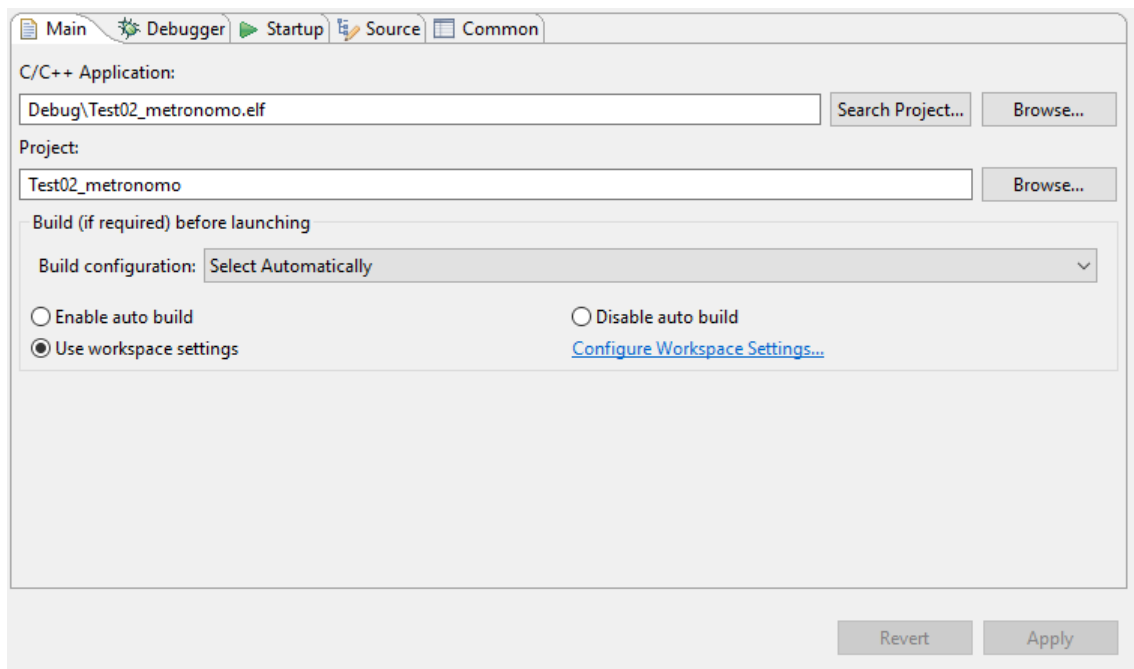 Main Debugger Startup Source Common
C/C++ Application:
Debug\Test02_metronomo.elf Search Project... Browse...
Project:
Test02_metronomo Browse...
Build (if required) before launching
Build configuration: Select Automatically
Enable auto build Disable auto build
Use workspace settings Configure Workspace Settings...
Revert Apply